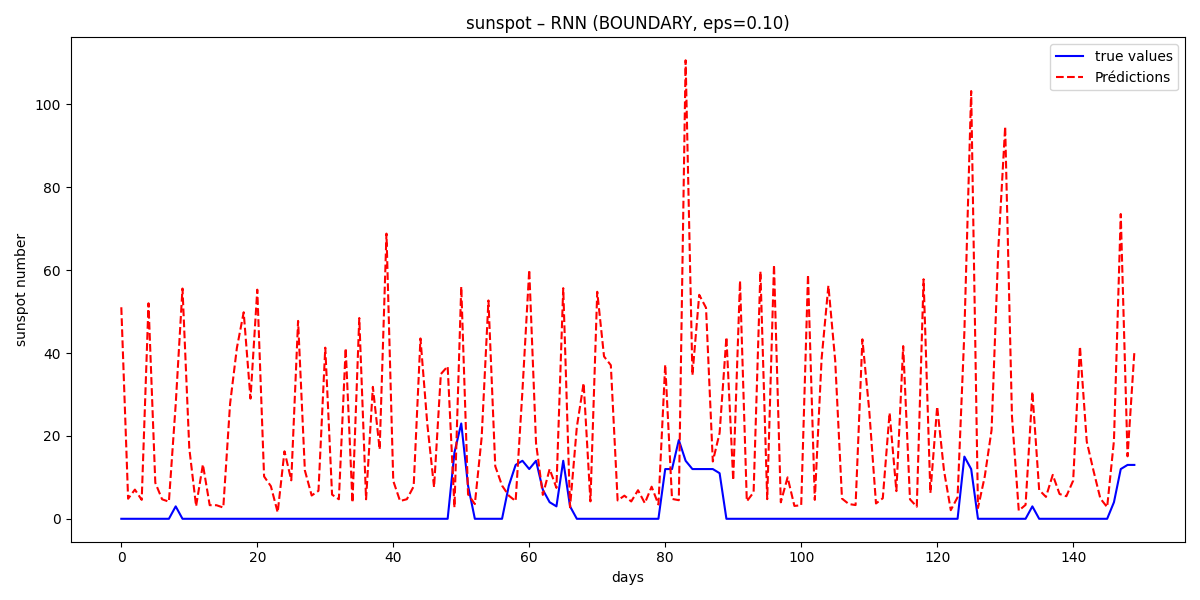 sunspot – RNN (BOUNDARY, eps=0.10)
true values
Prédictions
sunspot number
100
80
60
40
20
0
0 20 40 60 80 100 120 140
days